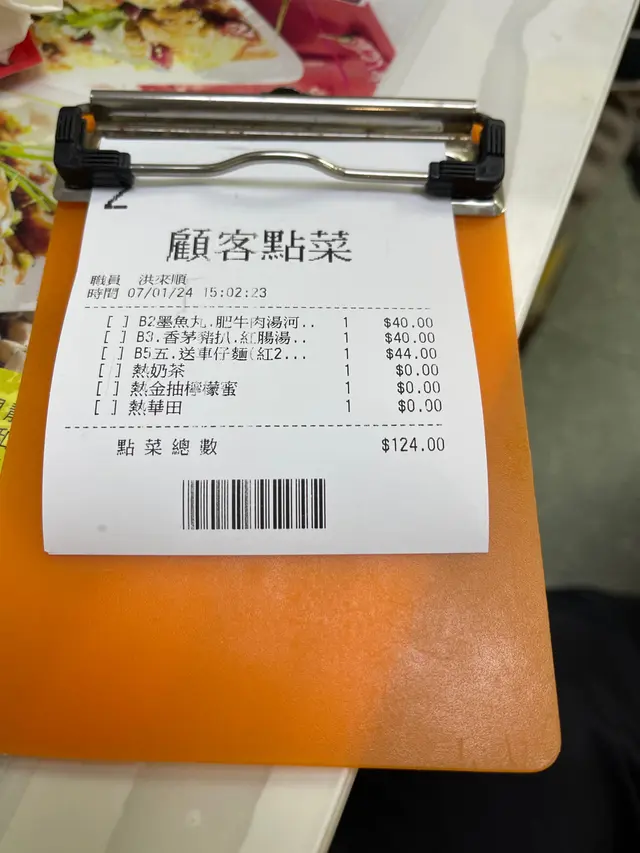 顧客點菜
職員 洪來順
時間 07/01/24 15:02:23
[ ] B2墨魚丸.肥牛肉湯河.. 1 $40.00
[ ] B3.香茅豬扒.紅腸湯.. 1 $40.00
[ ] B5五.送車仔麵(紅2... 1 $44.00
[ ] 熱奶茶 1 $0.00
[ ] 熱金抽檸檬蜜 1 $0.00
[ ] 熱華田 1 $0.00
點菜總數 $124.00